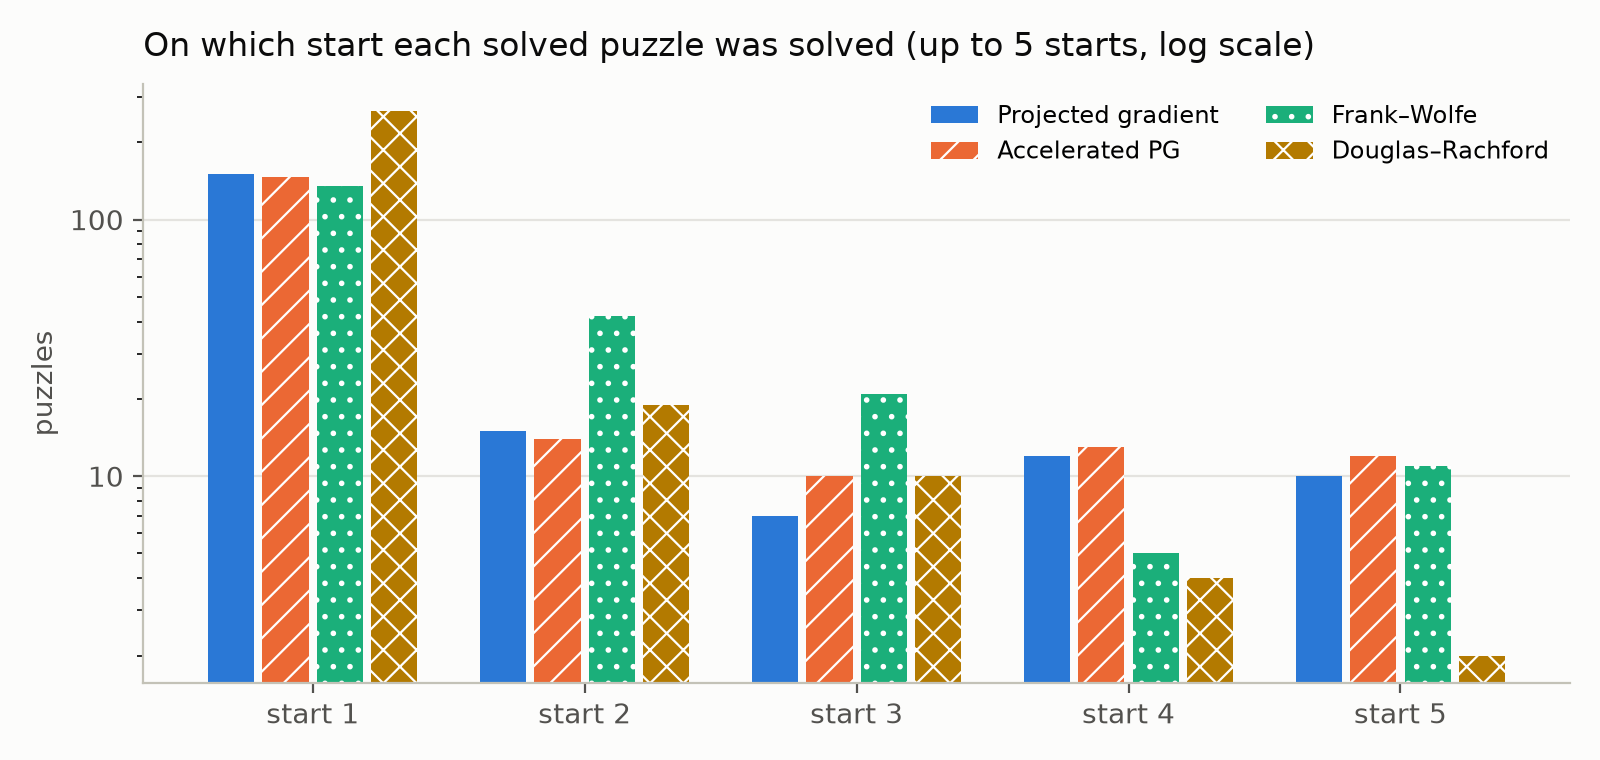 On which start each solved puzzle was solved (up to 5 starts, log scale)
Projected gradient
Accelerated PG
Frank–Wolfe
Douglas–Rachford
puzzles
100
10
start 1
start 2
start 3
start 4
start 5